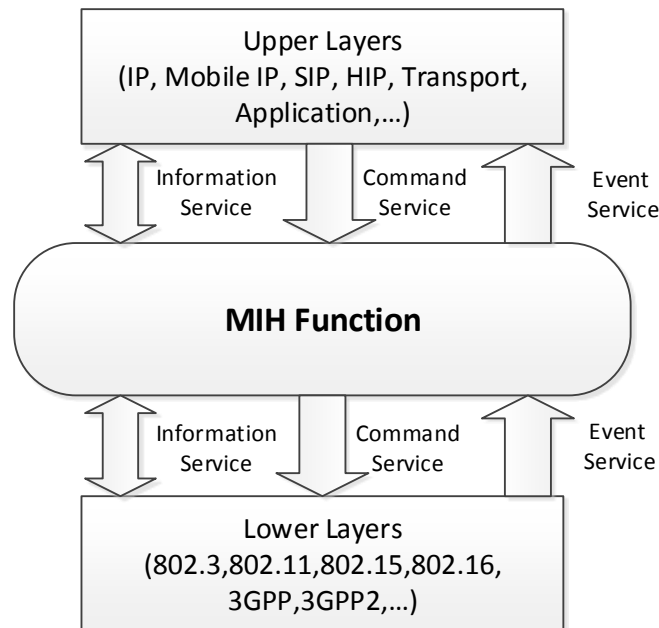 Upper Layers
(IP, Mobile IP, SIP, HIP, Transport,
Application,...)
Information
Service
Command
Service
Event
Service
MIH Function
Information
Service
Command
Service
Event
Service
Lower Layers
(802.3,802.11,802.15,802.16,
3GPP,3GPP2,...)